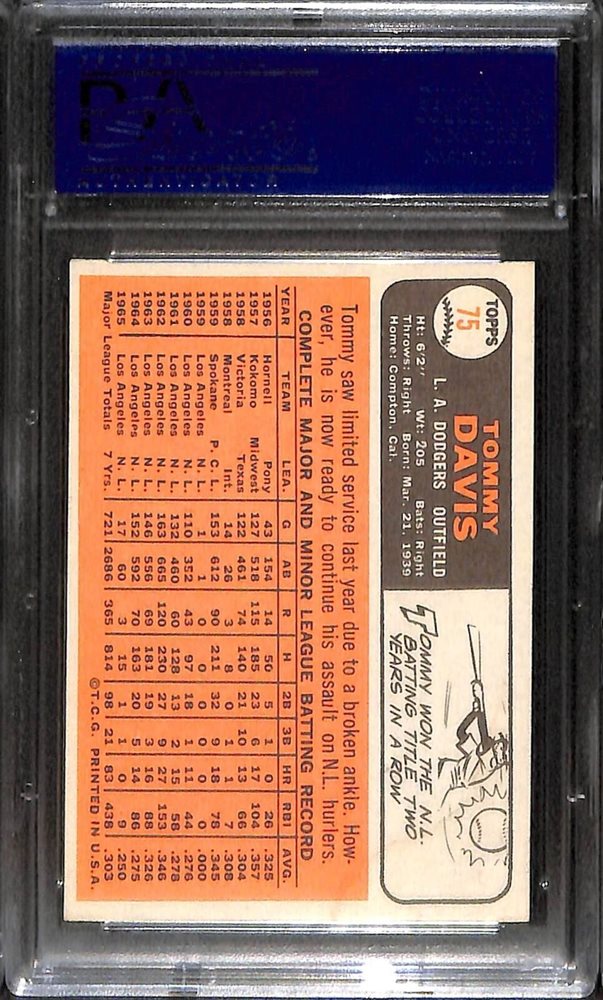 TOPPS
75
TOMMY
DAVIS
L. A. DODGERS OUTFIELD
Ht: 6'2" Wt: 205 Bats: Right
Throws: Right Born: Mar. 21, 1939
Home: Compton, Cal.
TOMMY WON THE N.L.
BATTING TITLE TWO
YEARS IN A ROW
Tommy saw limited service last year due to a broken ankle. How-
ever, he is now ready to continue his assault on N.L. hurlers.
COMPLETE MAJOR AND MINOR LEAGUE BATTING RECORD
YEAR TEAM LEA. G AB R H 2B 3B HR RBI AVG.
1956 Hornell Pony 43 154 14 50 5 1 0 26 .325
1957 Kokomo Midwest 127 518 115 185 23 6 17 104 .357
1958 Victoria Texas 122 461 74 140 21 10 13 66 .304
1958 Montreal Int. 14 26 3 8 0 1 1 7 .308
1959 Spokane P. C. L. 153 612 90 211 32 9 18 78 .345
1959 Los Angeles N. L. 1 1 0 0 0 0 0 0 .000
1960 Los Angeles N. L. 110 352 43 97 18 1 11 44 .276
1961 Los Angeles N. L. 132 460 60 128 13 2 15 58 .278
1962 Los Angeles N. L. 163 665 120 230 27 9 27 153 .346
1963 Los Angeles N. L. 146 556 69 181 19 3 16 88 .326
1964 Los Angeles N. L. 152 592 70 163 20 5 14 86 .275
1965 Los Angeles N. L. 17 60 3 15 1 1 0 9 .250
Major League Totals 7 Yrs. 721 2686 365 814 98 21 83 438 .303
©T.C.G. PRINTED IN U.S.A.